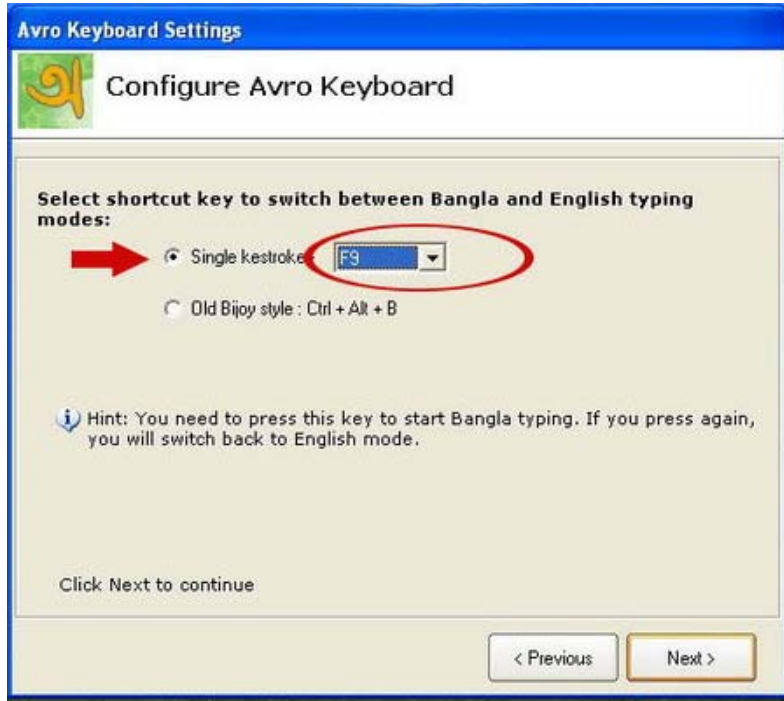 Avro Keyboard Settings
অ
Configure Avro Keyboard
Select shortcut key to switch between Bangla and English typing
modes:
Single kestroke: F9
Old Bijoy style : Ctrl + Alt + B
Hint: You need to press this key to start Bangla typing. If you press again,
you will switch back to English mode.
Click Next to continue
< Previous Next >